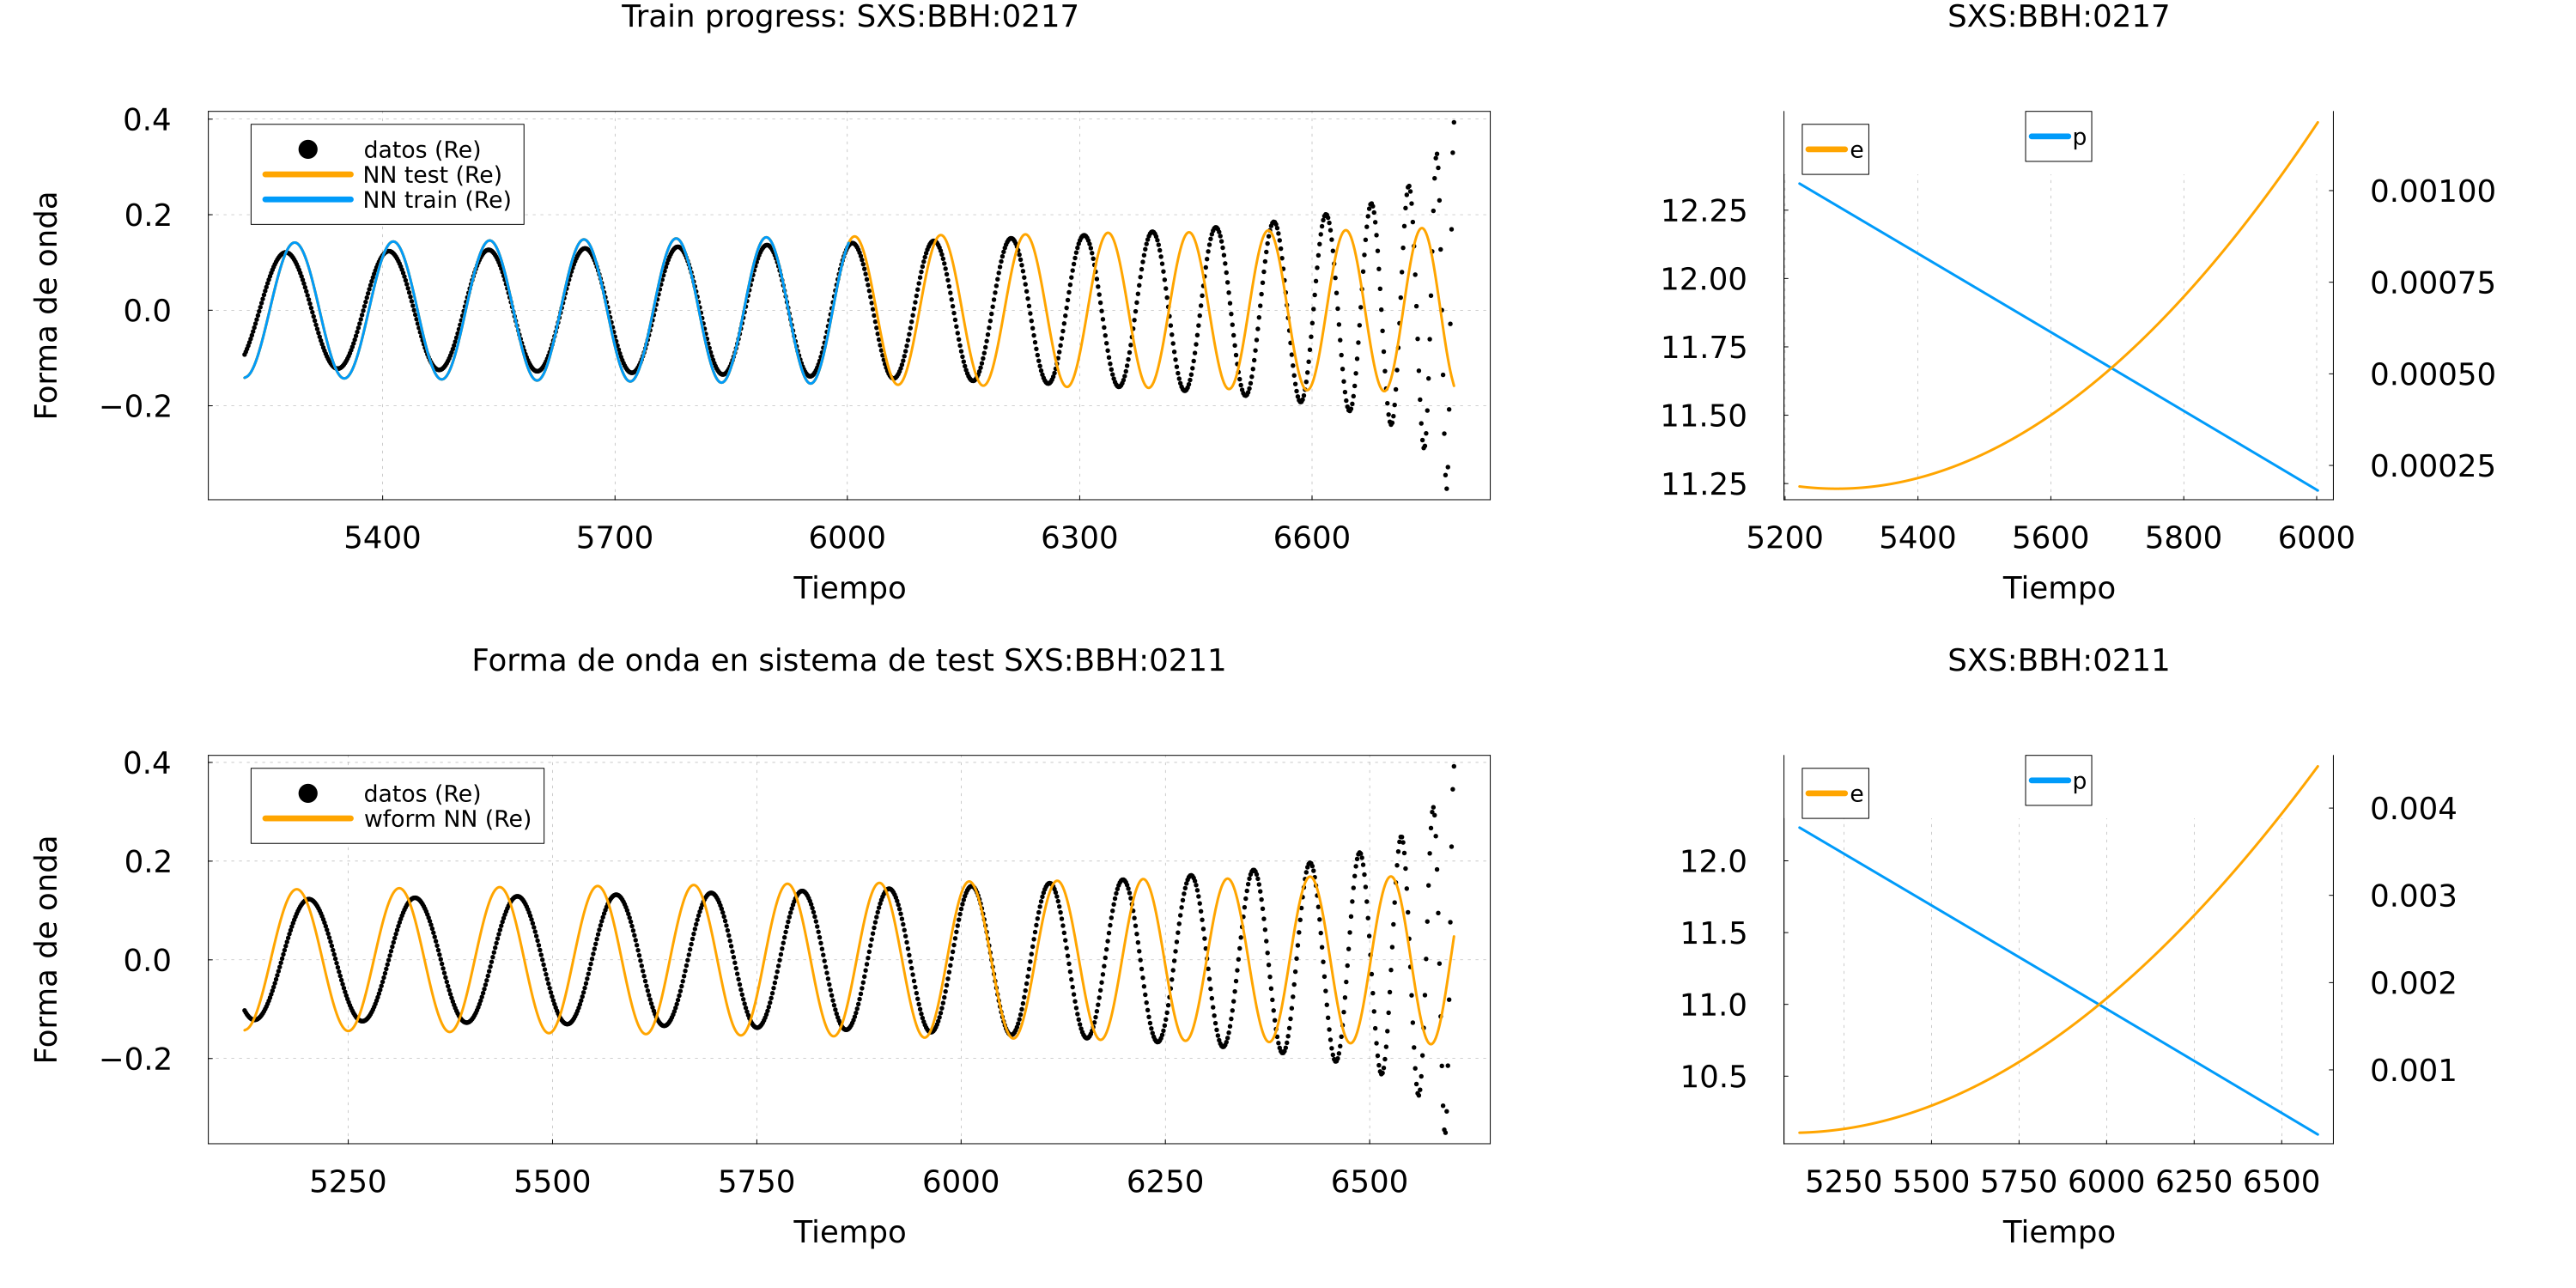 Train progress: SXS:BBH:0217
Forma de onda
0.4
0.2
0.0
−0.2
datos (Re)
NN test (Re)
NN train (Re)
5400 5700 6000 6300 6600
Tiempo
SXS:BBH:0217
e
p
12.25
12.00
11.75
11.50
11.25
0.00100
0.00075
0.00050
0.00025
5200 5400 5600 5800 6000
Tiempo
Forma de onda en sistema de test SXS:BBH:0211
Forma de onda
0.4
0.2
0.0
−0.2
datos (Re)
wform NN (Re)
5250 5500 5750 6000 6250 6500
Tiempo
SXS:BBH:0211
e
p
12.0
11.5
11.0
10.5
0.004
0.003
0.002
0.001
5250 5500 5750 6000 6250 6500
Tiempo